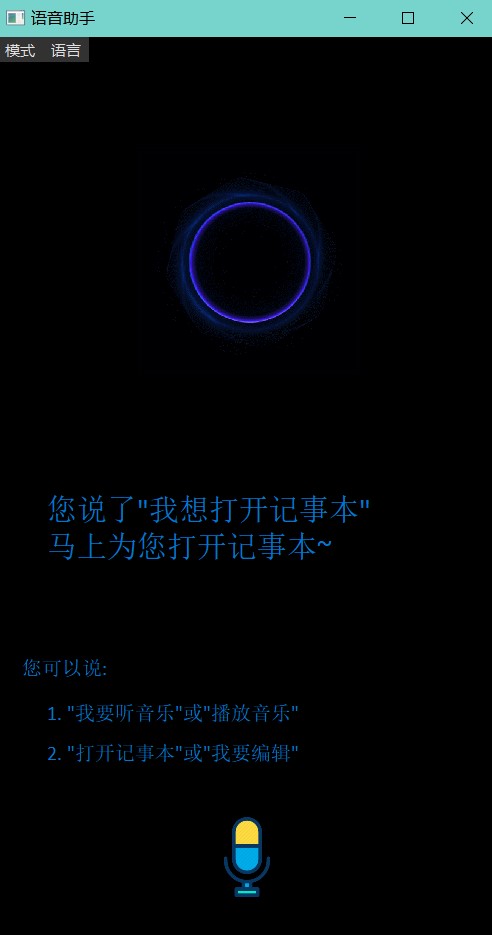 语音助手
模式 语言
您说了"我想打开记事本"
马上为您打开记事本~
您可以说:
1. "我要听音乐"或"播放音乐"
2. "打开记事本"或"我要编辑"